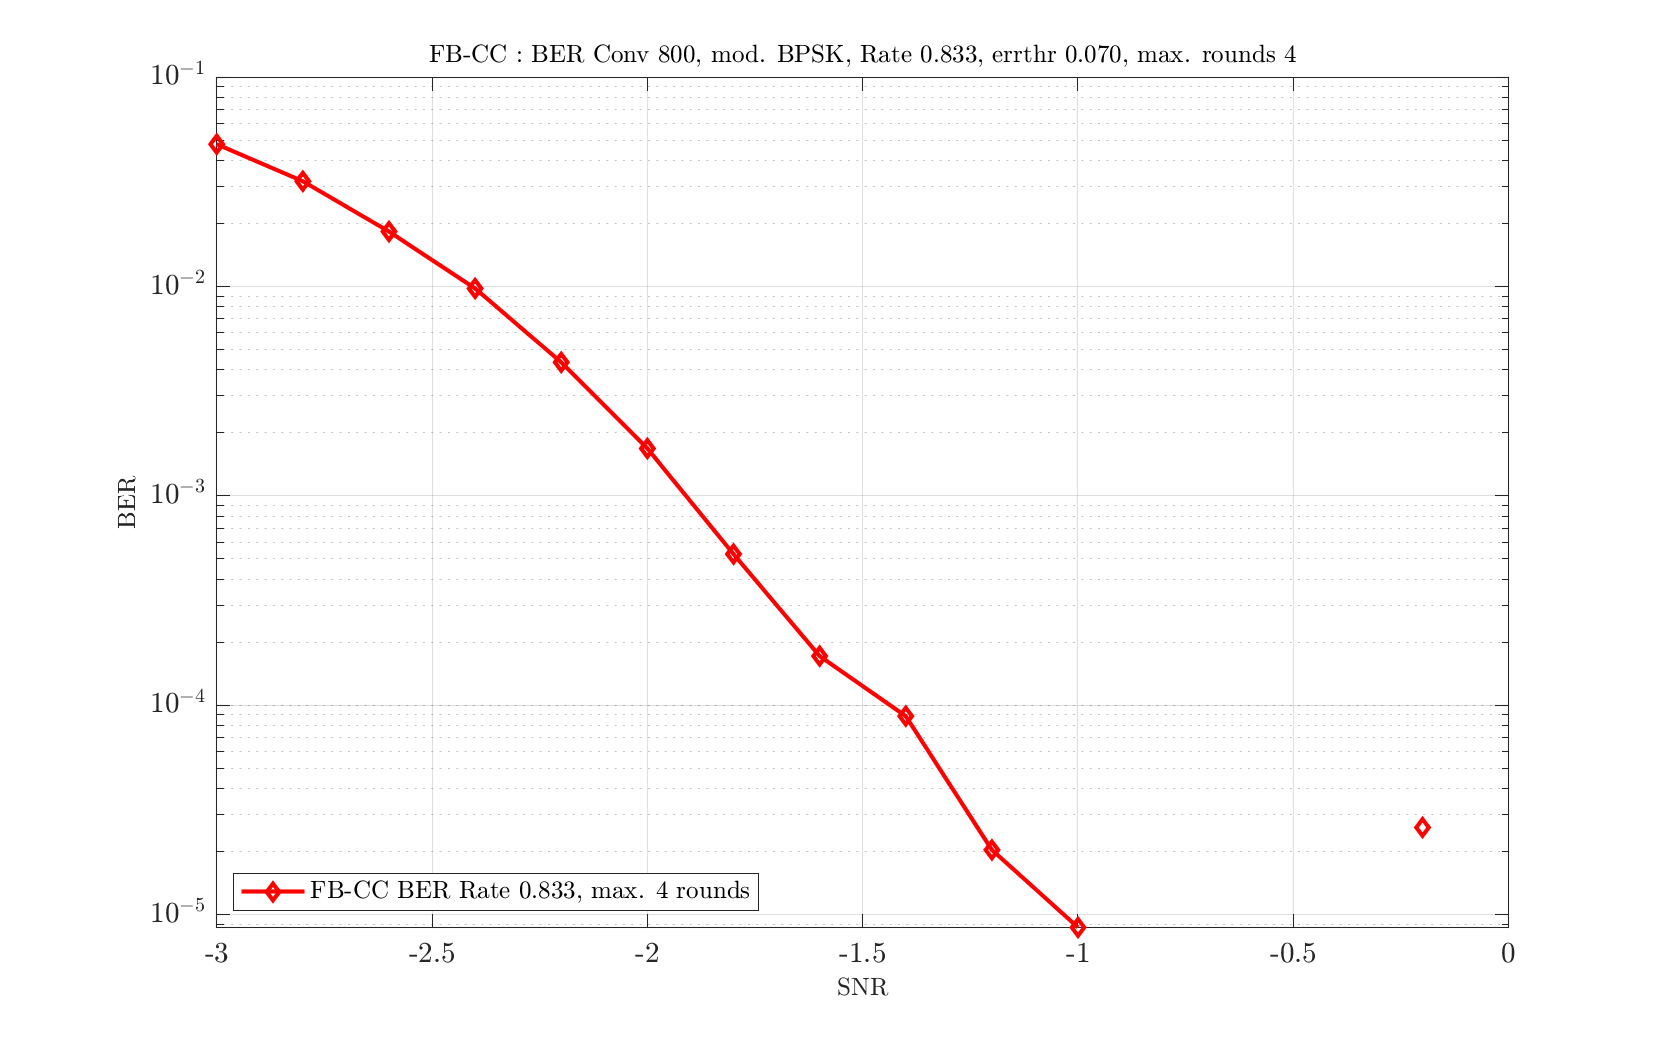 FB-CC : BER Conv 800, mod. BPSK, Rate 0.833, errthr 0.070, max. rounds 4
10⁻¹
10⁻²
10⁻³
10⁻⁴
10⁻⁵
BER
FB-CC BER Rate 0.833, max. 4 rounds
-3 -2.5 -2 -1.5 -1 -0.5 0
SNR